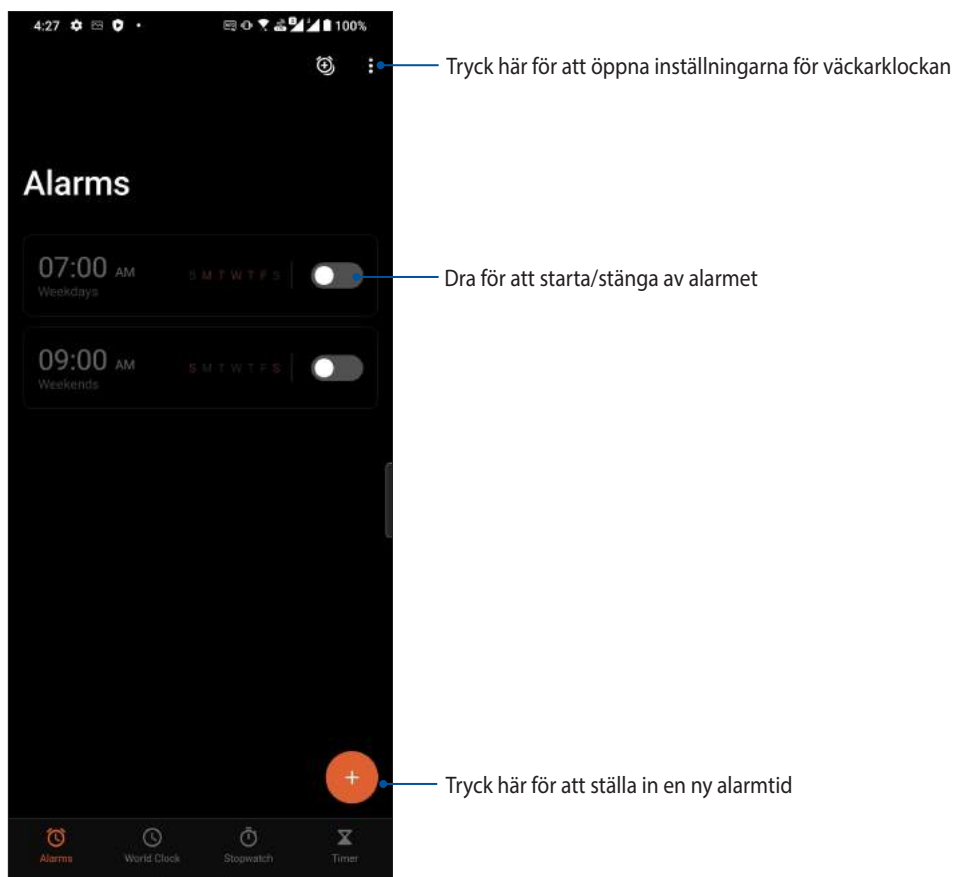 4:27 100%
Tryck här för att öppna inställningarna för väckarklockan
Alarms
07:00 AM S M T W T F S
Weekdays
Dra för att starta/stänga av alarmet
09:00 AM S M T W T F S
Weekends
+
Tryck här för att ställa in en ny alarmtid
Alarms World Clock Stopwatch Timer